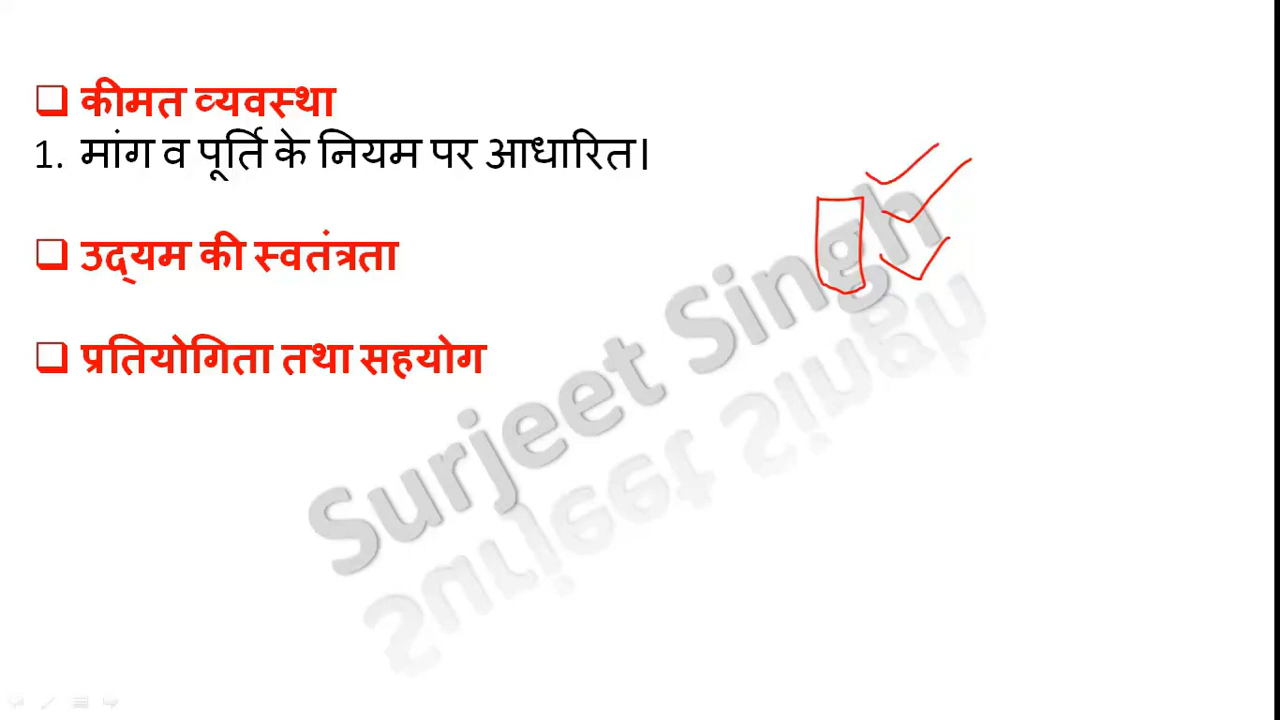 कीमत व्यवस्था
1. मांग व पूर्ति के नियम पर आधारित।
उद्यम की स्वतंत्रता
प्रतियोगिता तथा सहयोग
Surjeet Singh